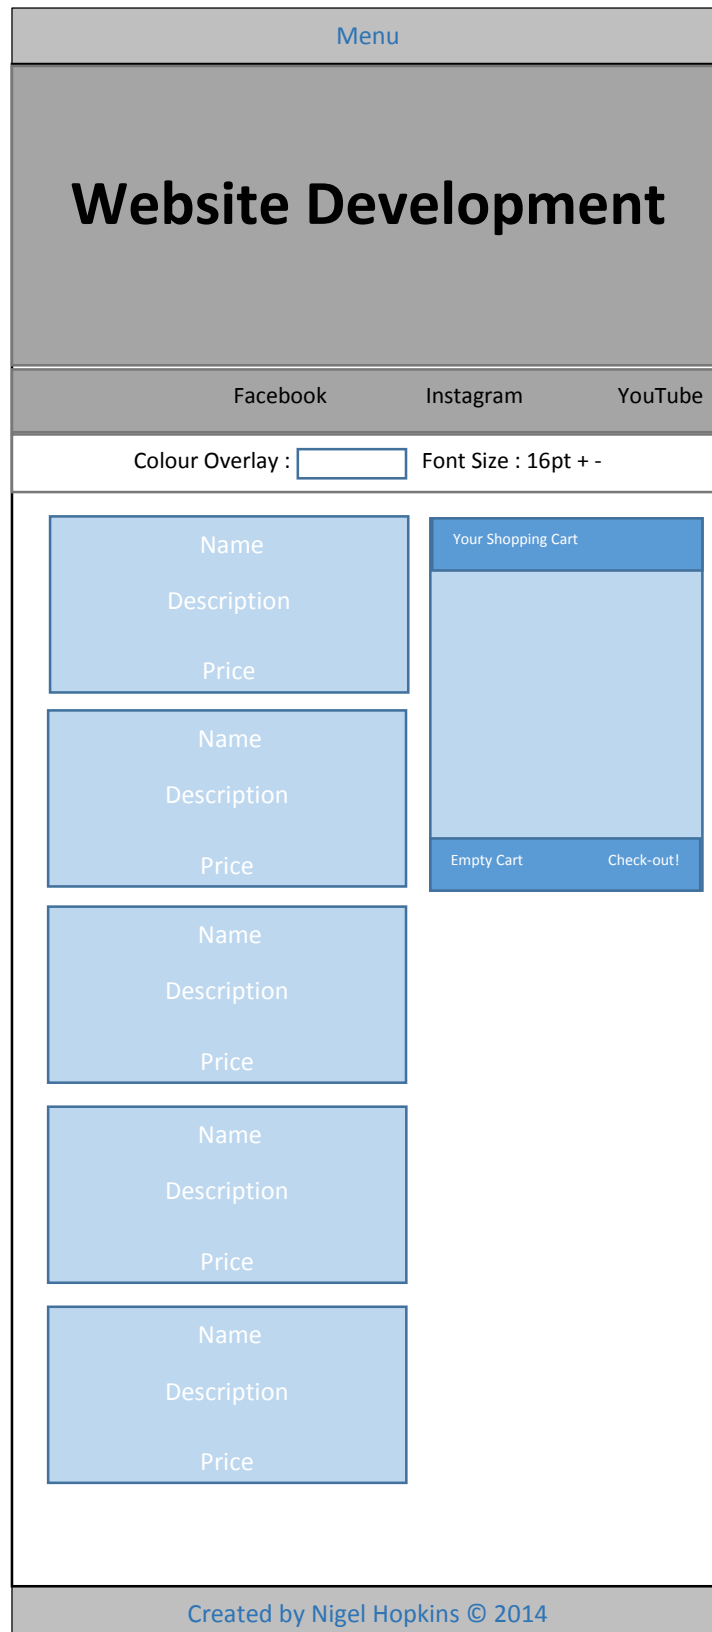 Menu
Website Development
Facebook Instagram YouTube
Colour Overlay : Font Size : 16pt + -
Name
Description
Price
Your Shopping Cart
Empty Cart Check-out!
Name
Description
Price
Name
Description
Price
Name
Description
Price
Name
Description
Price
Created by Nigel Hopkins © 2014